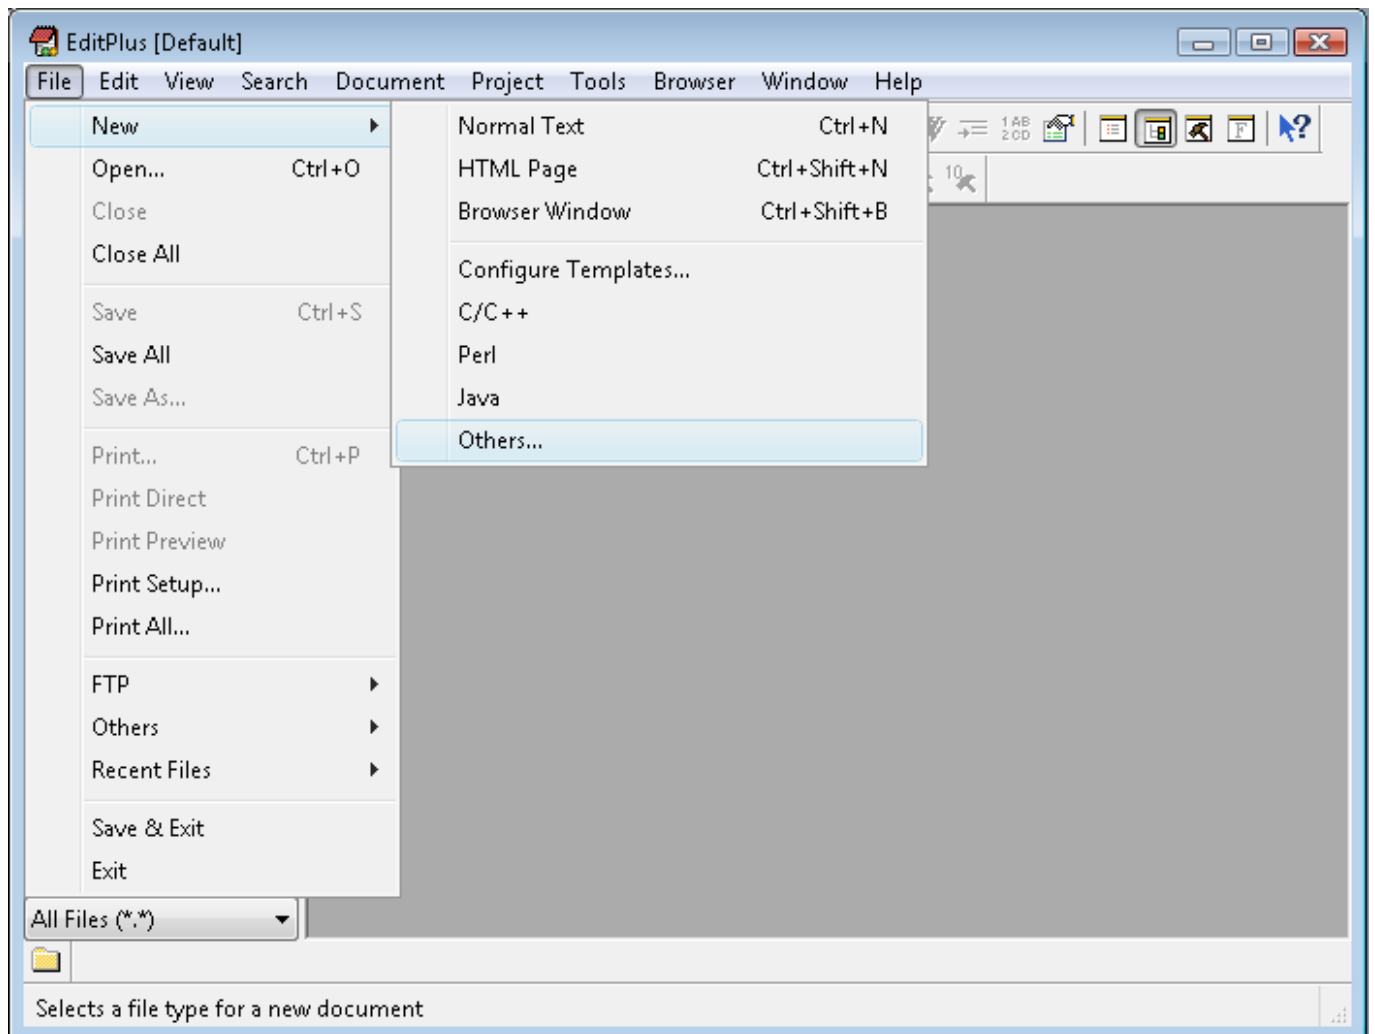 EditPlus [Default]
File Edit View Search Document Project Tools Browser Window Help
New
Open... Ctrl+O
Close
Close All
Save Ctrl+S
Save All
Save As...
Print... Ctrl+P
Print Direct
Print Preview
Print Setup...
Print All...
FTP
Others
Recent Files
Save & Exit
Exit
Normal Text Ctrl+N
HTML Page Ctrl+Shift+N
Browser Window Ctrl+Shift+B
Configure Templates...
C/C++
Perl
Java
Others...
1AB
2CD
F
10
All Files (*.*)
Selects a file type for a new document